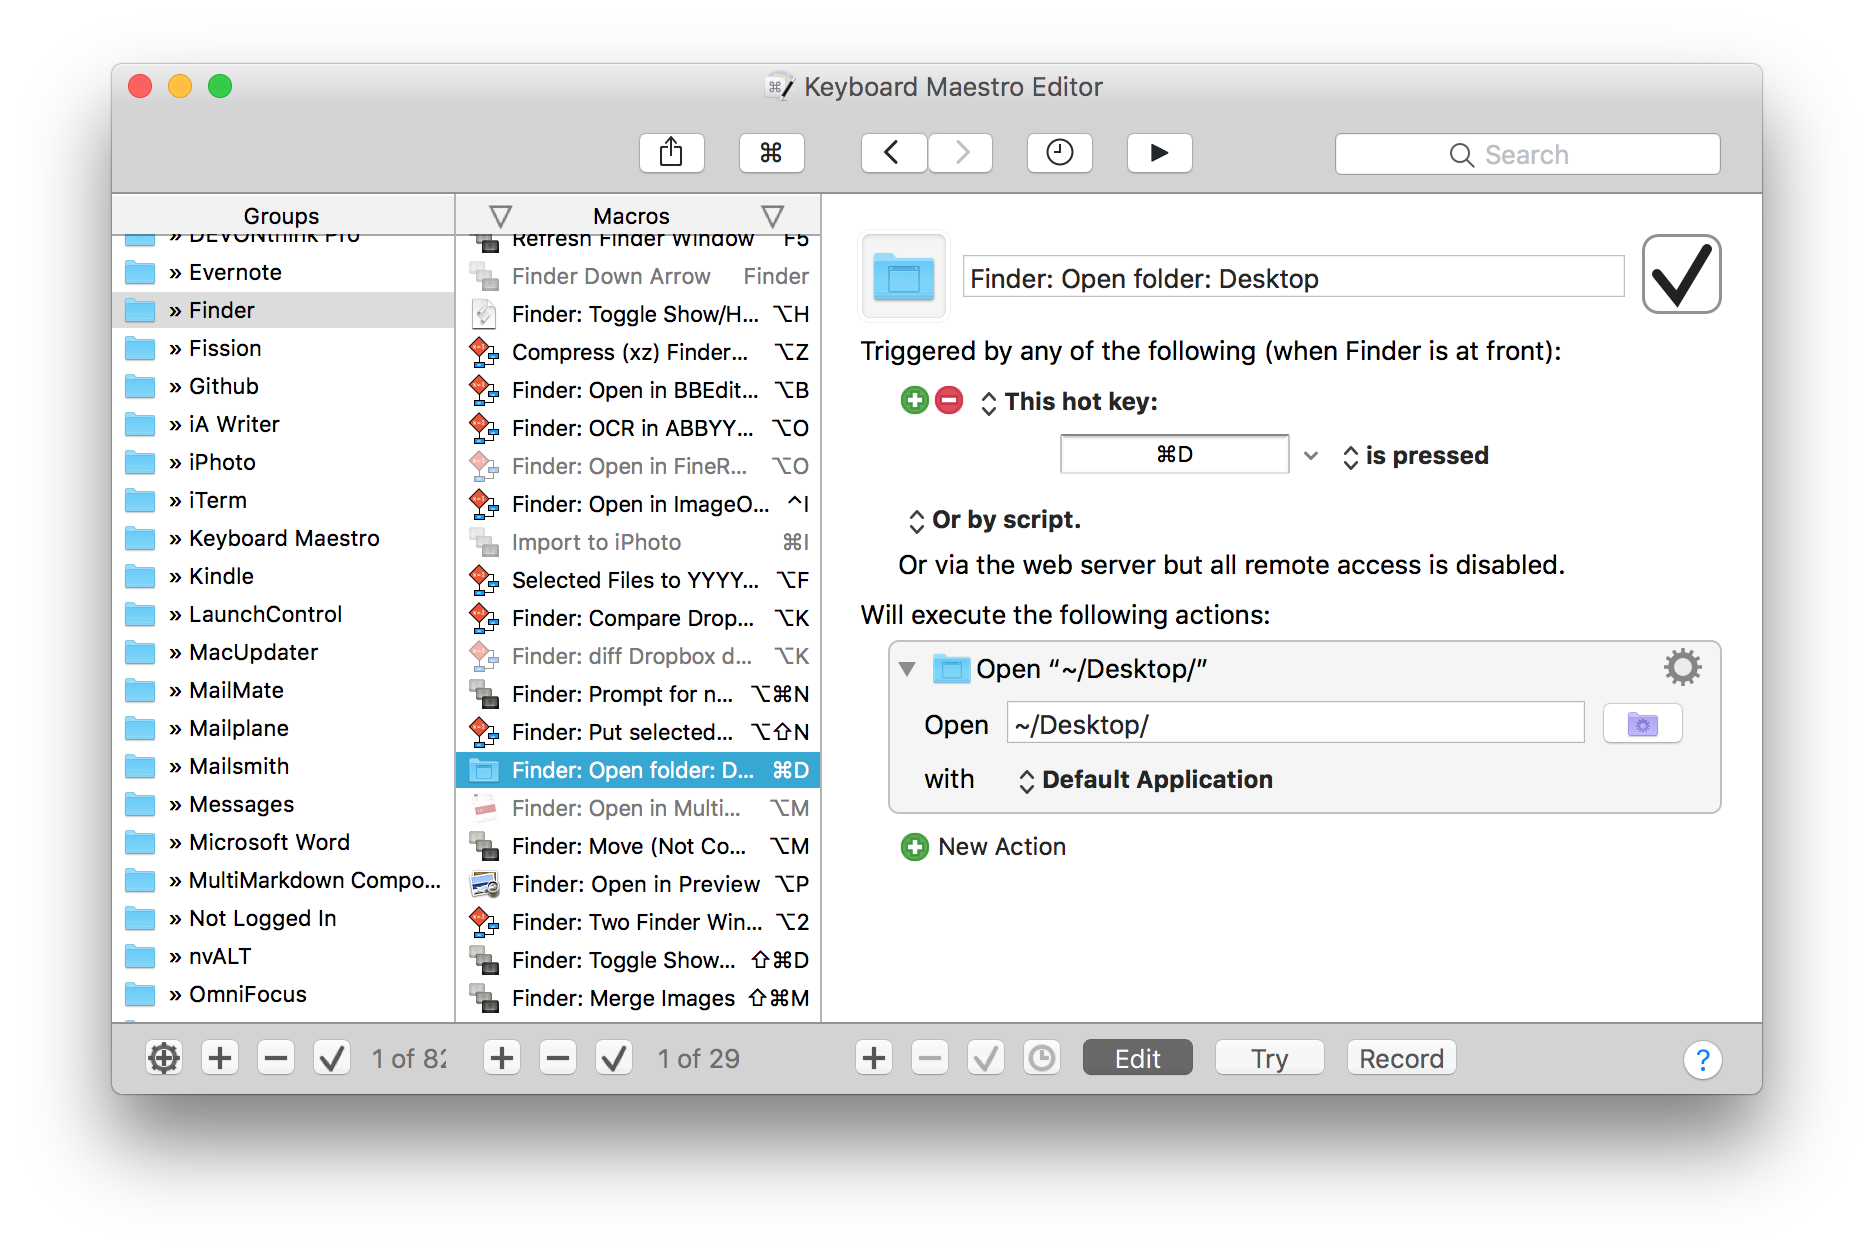 Keyboard Maestro Editor
Search
Groups
» DEVONthink Pro
» Evernote
» Finder
» Fission
» Github
» iA Writer
» iPhoto
» iTerm
» Keyboard Maestro
» Kindle
» LaunchControl
» MacUpdater
» MailMate
» Mailplane
» Mailsmith
» Messages
» Microsoft Word
» MultiMarkdown Compo...
» Not Logged In
» nvALT
» OmniFocus
1 of 82
Macros
Refresh Finder Window F5
Finder Down Arrow Finder
Finder: Toggle Show/H... ⌥H
Compress (xz) Finder... ⌥Z
Finder: Open in BBEdit... ⌥B
Finder: OCR in ABBYY... ⌥O
Finder: Open in FineR... ⌥O
Finder: Open in ImageO... ^I
Import to iPhoto ⌘I
Selected Files to YYYY... ⌥F
Finder: Compare Drop... ⌥K
Finder: diff Dropbox d... ⌥K
Finder: Prompt for n... ⌥⌘N
Finder: Put selected... ⌥⇧N
Finder: Open folder: D... ⌘D
Finder: Open in Multi... ⌥M
Finder: Move (Not Co... ⌥M
Finder: Open in Preview ⌥P
Finder: Two Finder Win... ⌥2
Finder: Toggle Show... ⇧⌘D
Finder: Merge Images ⇧⌘M
1 of 29
Finder: Open folder: Desktop
Triggered by any of the following (when Finder is at front):
This hot key:
⌘D is pressed
Or by script.
Or via the web server but all remote access is disabled.
Will execute the following actions:
Open “~/Desktop/”
Open ~/Desktop/
with Default Application
New Action
Edit Try Record ?